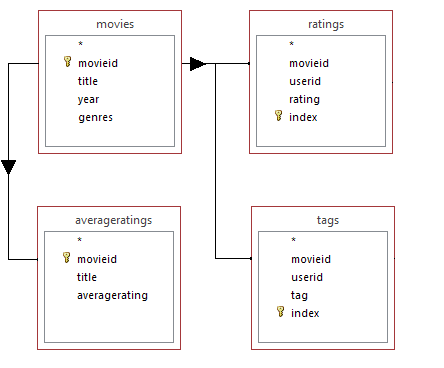 movies
*
movieid
title
year
genres
ratings
*
movieid
userid
rating
index
averageratings
*
movieid
title
averagerating
tags
*
movieid
userid
tag
index